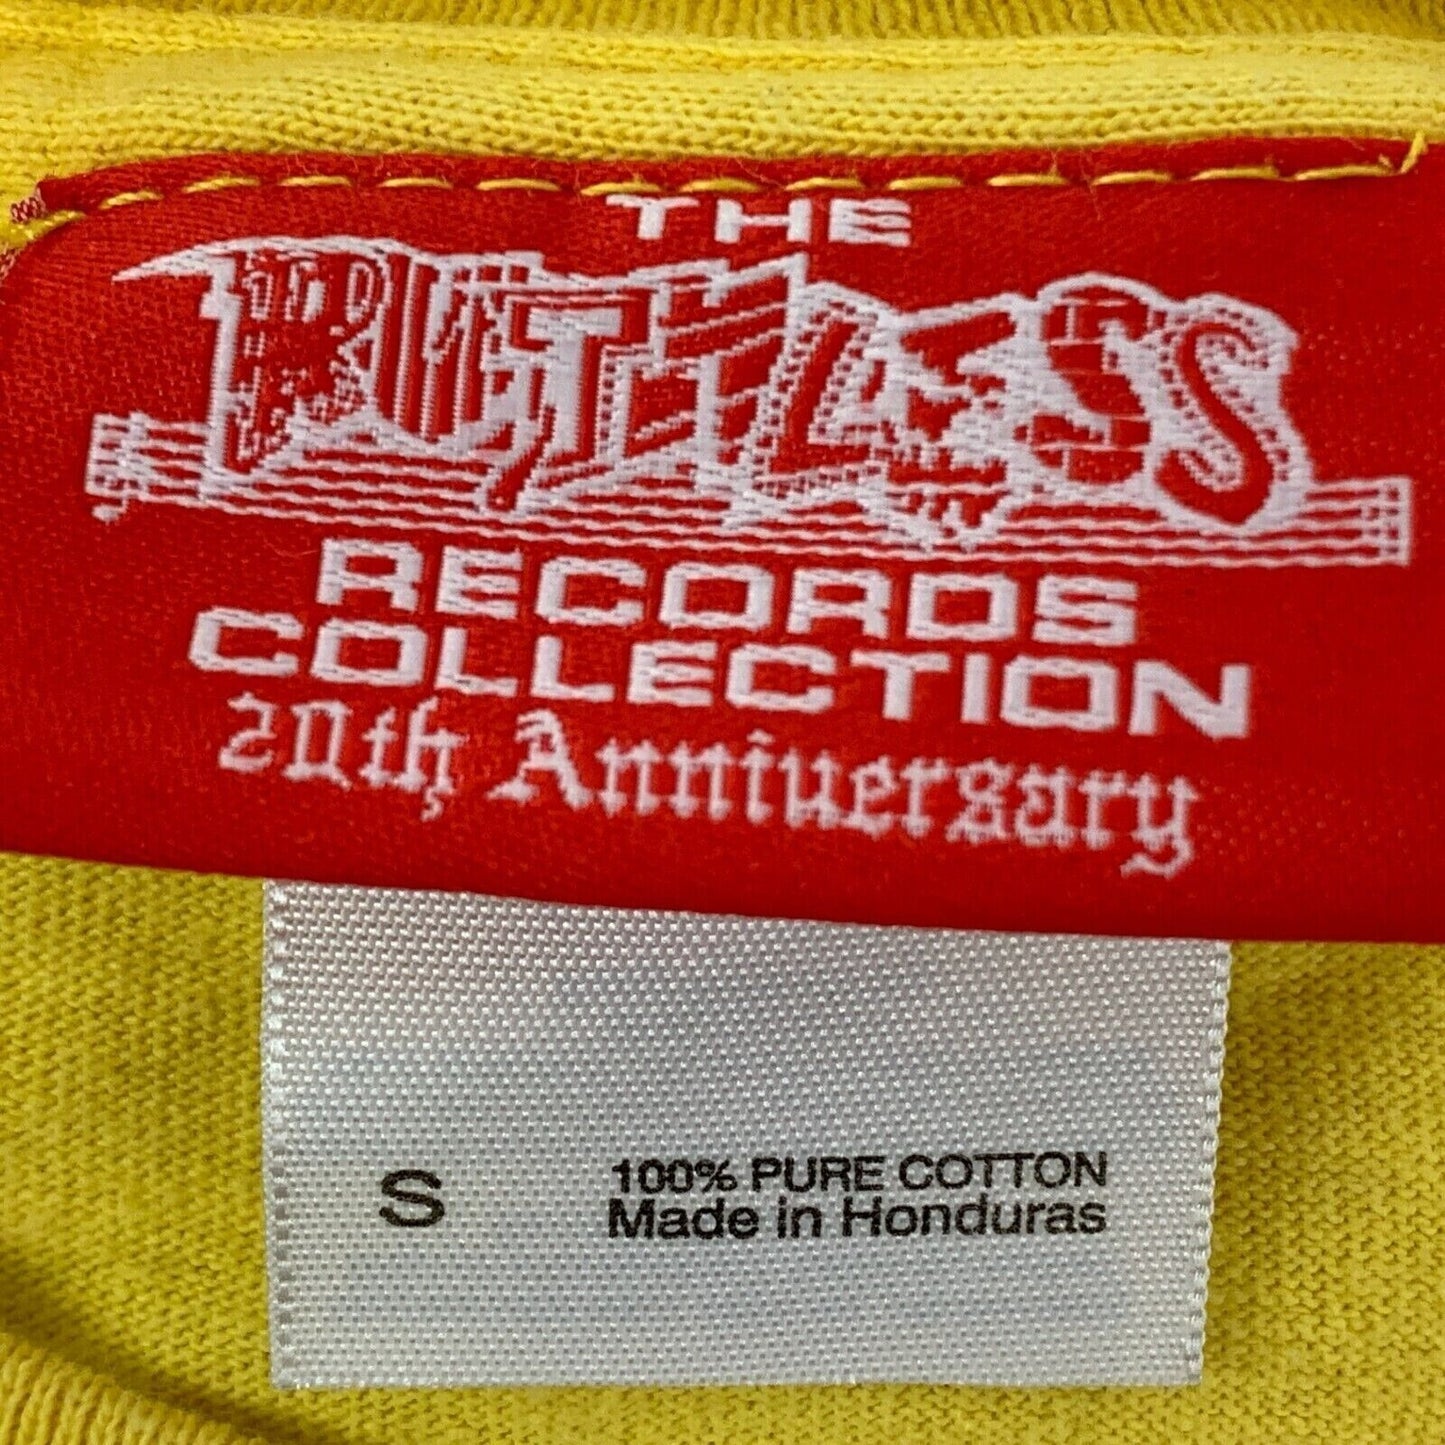 THE
RUTHLESS
RECORDS
COLLECTION
20th Anniversary
S
100% PURE COTTON
Made in Honduras